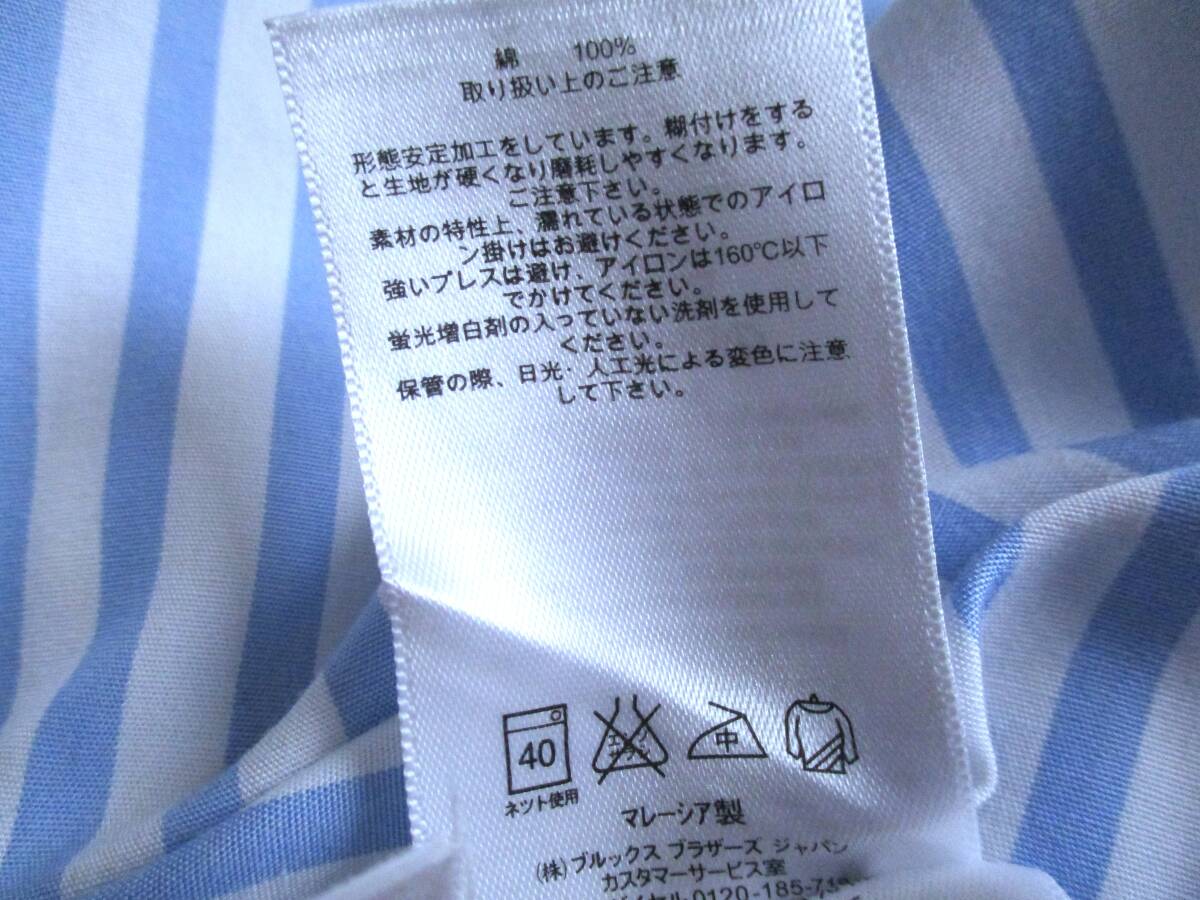 綿 100%
取り扱い上のご注意
形態安定加工をしています。糊付けをする
と生地が硬くなり磨耗しやすくなります。
ご注意下さい。
素材の特性上、濡れている状態でのアイロ
ン掛けはお避けください。
強いプレスは避け、アイロンは160℃以下
でかけてください。
蛍光増白剤の入っていない洗剤を使用して
ください。
保管の際、日光・人工光による変色に注意
して下さい。
40
中
ネット使用
マレーシア製
(株)ブルックス ブラザーズ ジャパン
カスタマーサービス室
0120-185-718